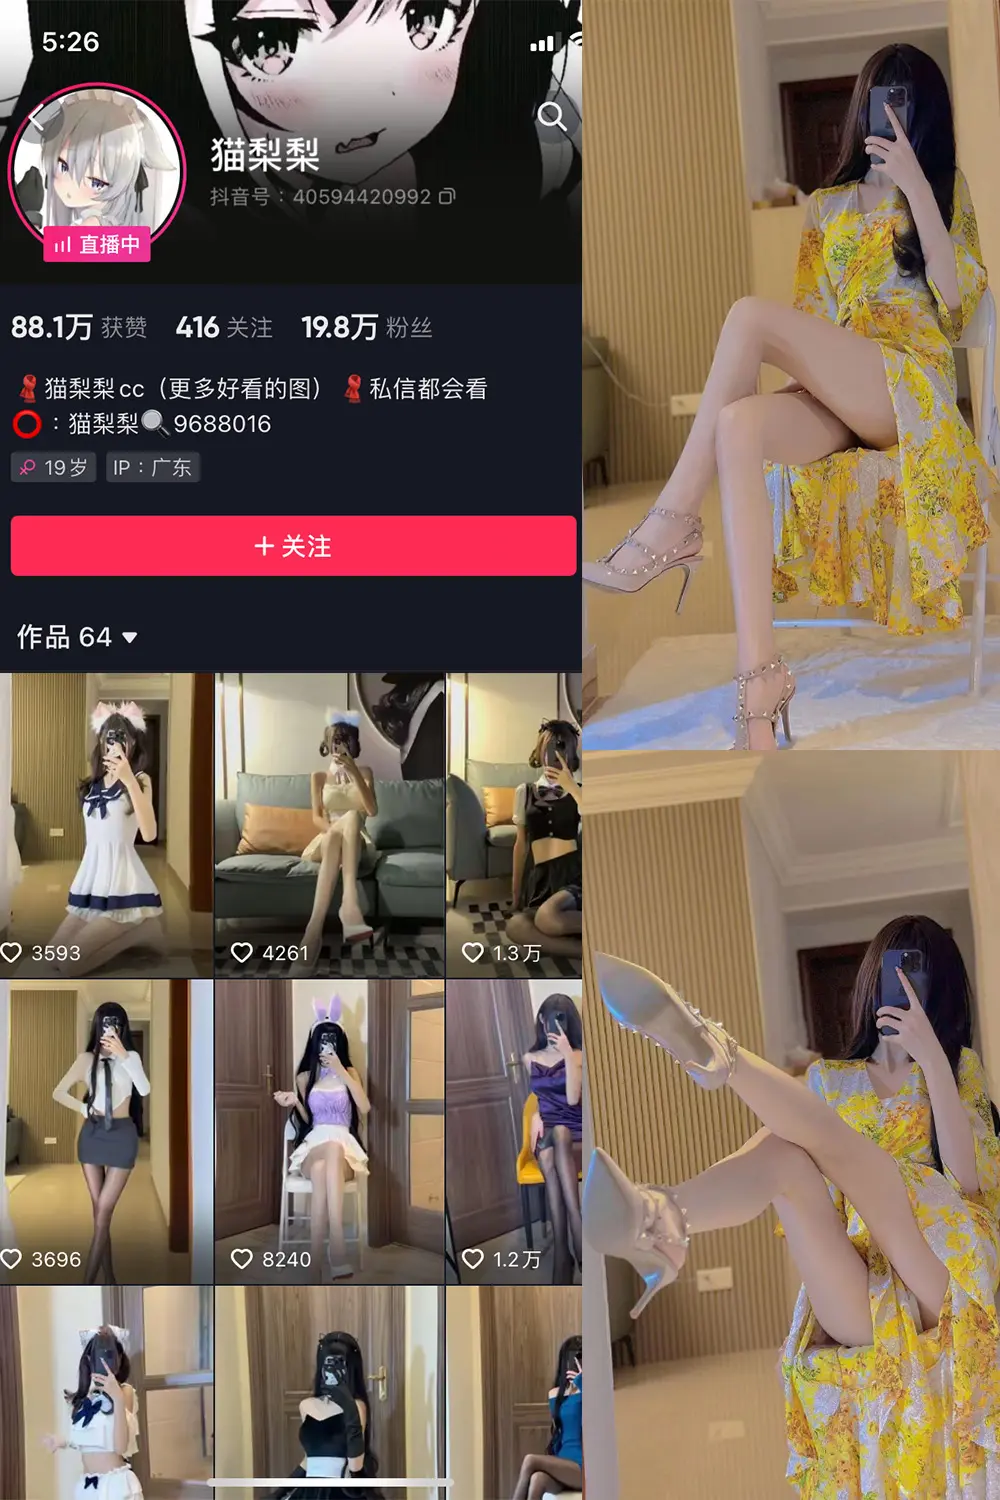 5:26
猫梨梨
抖音号：40594420992
直播中
88.1万 获赞 416 关注 19.8万 粉丝
猫梨梨cc（更多好看的图） 私信都会看
：猫梨梨🔍9688016
19岁 IP：广东
+ 关注
作品 64
3593 4261 1.3万
3696 8240 1.2万